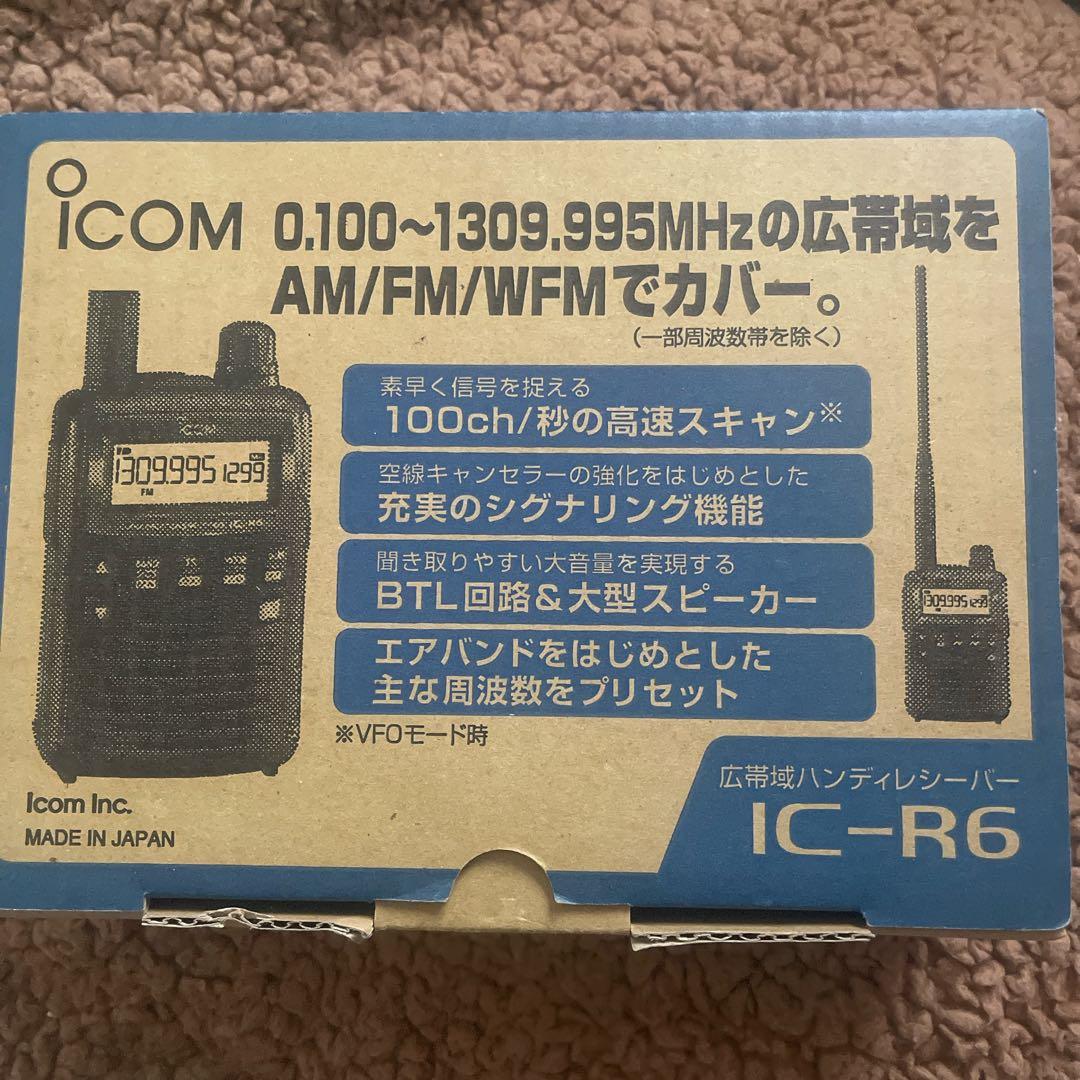 iCOM
0.100〜1309.995MHzの広帯域を
AM/FM/WFMでカバー。
(一部周波数帯を除く)
素早く信号を捉える
100ch/秒の高速スキャン※
空線キャンセラーの強化をはじめとした
充実のシグナリング機能
聞き取りやすい大音量を実現する
BTL回路&大型スピーカー
エアバンドをはじめとした
主な周波数をプリセット
※VFOモード時
iCOM
1309.995 1299
FM
1309.995 1299
Icom Inc.
MADE IN JAPAN
広帯域ハンディレシーバー
IC-R6